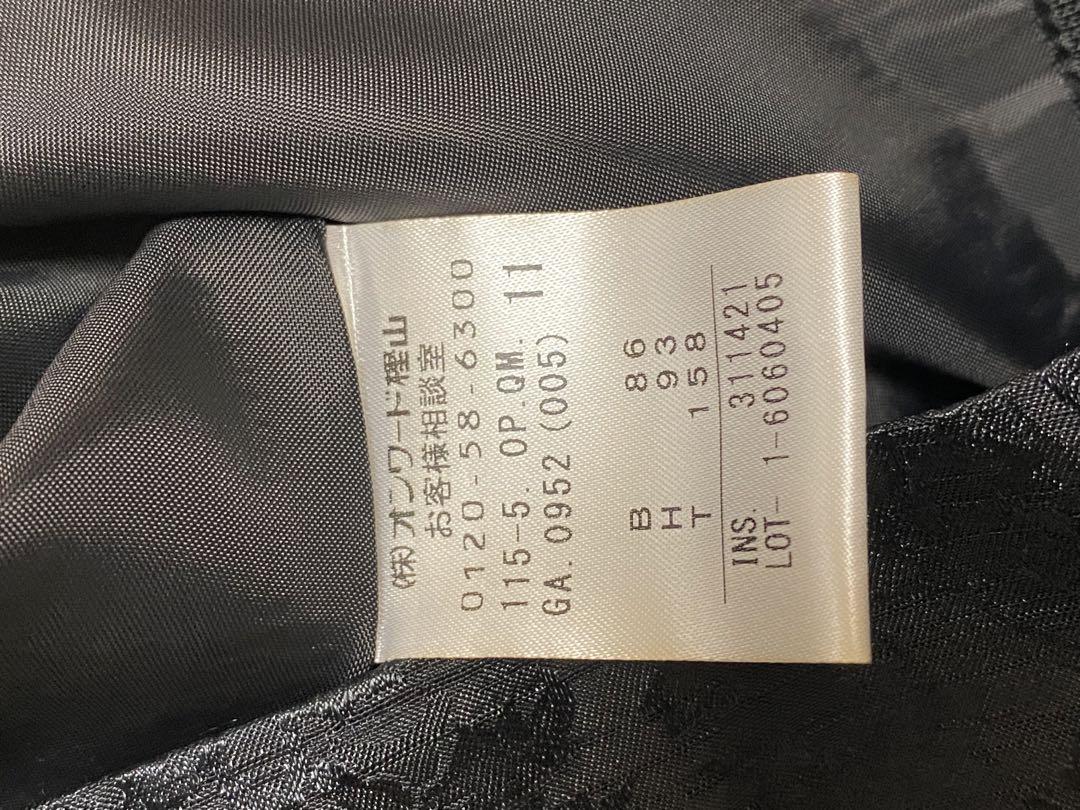 (株)オンワード樫山
お客様相談室
0120-58-6300
115-5. OP.QM. 11
GA.0952(005)
B 86
H 93
T 158
INS. 311421
LOT- 1-6060405